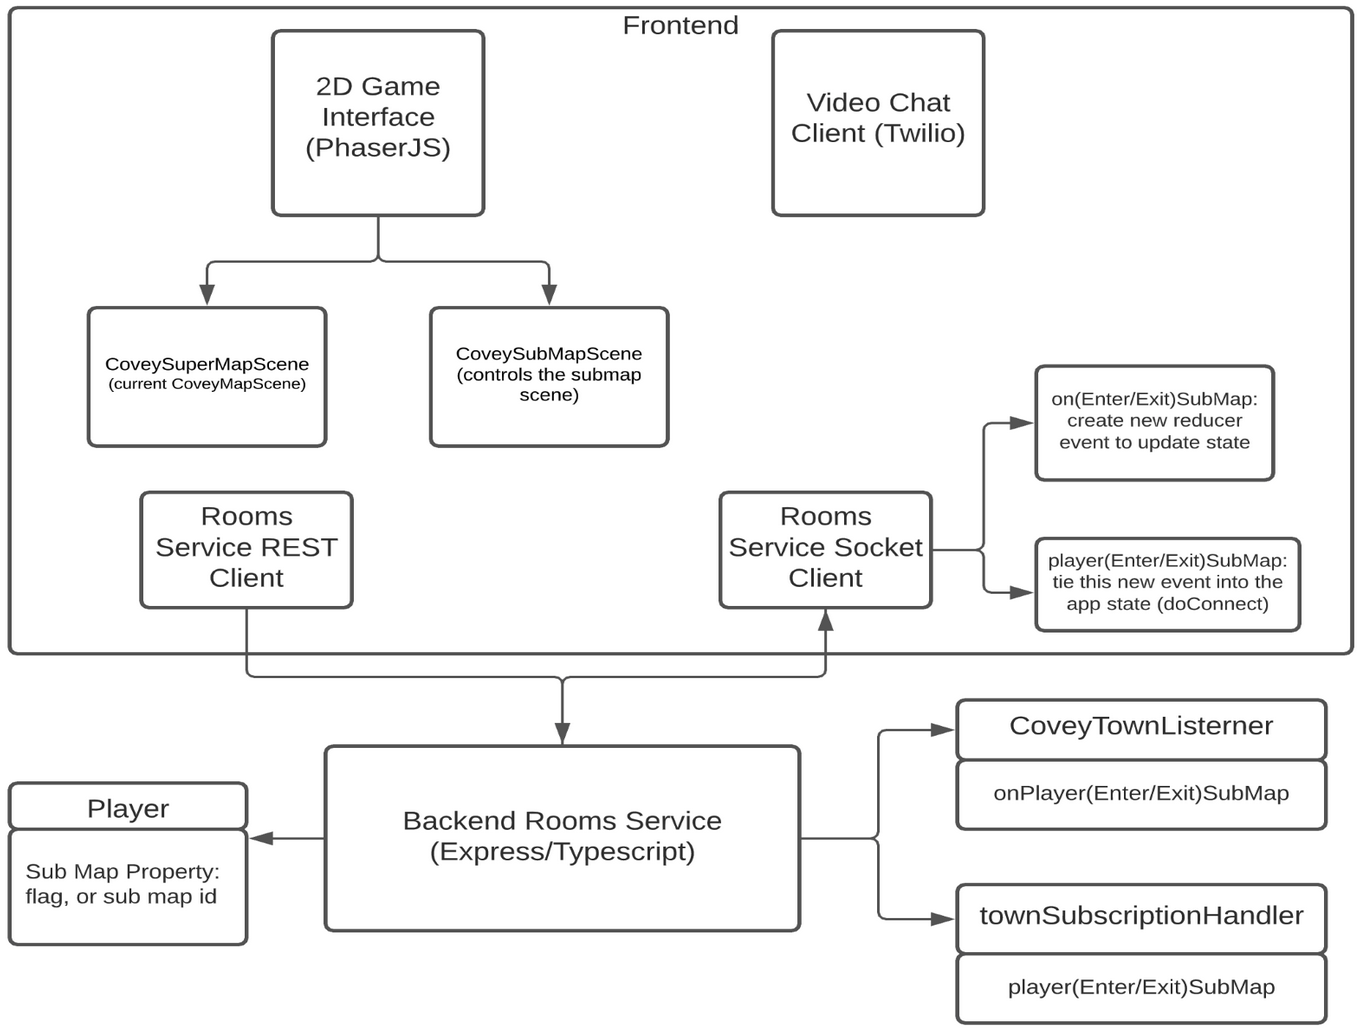 Frontend
2D Game
Interface
(PhaserJS)
Video Chat
Client (Twilio)
CoveySuperMapScene
(current CoveyMapScene)
CoveySubMapScene
(controls the submap
scene)
on(Enter/Exit)SubMap:
create new reducer
event to update state
Rooms
Service REST
Client
Rooms
Service Socket
Client
player(Enter/Exit)SubMap:
tie this new event into the
app state (doConnect)
CoveyTownListerner
onPlayer(Enter/Exit)SubMap
Player
Sub Map Property:
flag, or sub map id
Backend Rooms Service
(Express/Typescript)
townSubscriptionHandler
player(Enter/Exit)SubMap